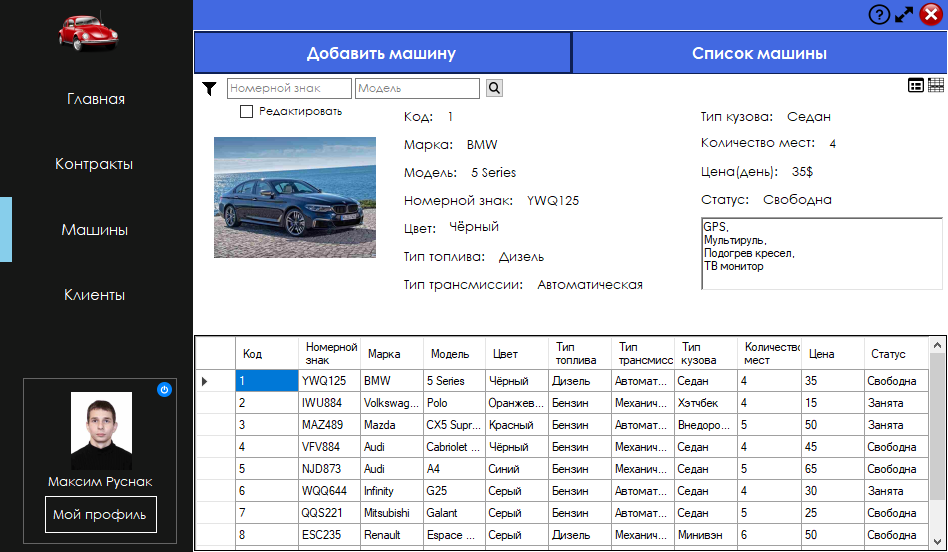 ?
Добавить машину
Список машины
Главная
Контракты
Машины
Клиенты
Максим Руснак
Мой профиль
Номерной знак
Модель
Редактировать
Код: 1
Марка: BMW
Модель: 5 Series
Номерной знак: YWQ125
Цвет: Чёрный
Тип топлива: Дизель
Тип трансмиссии: Автоматическая
Тип кузова: Седан
Количество мест: 4
Цена(день): 35$
Статус: Свободна
GPS,
Мультируль,
Подогрев кресел,
ТВ монитор
Код Номерной знак Марка Модель Цвет Тип топлива Тип трансмисс Тип кузова Количество мест Цена Статус
1 YWQ125 BMW 5 Series Чёрный Дизель Автомат... Седан 4 35 Свободна
2 IWU884 Volkswag... Polo Оранжев... Бензин Механич... Хэтчбек 4 15 Занята
3 MAZ489 Mazda CX5 Supr... Красный Бензин Автомат... Внедоро... 5 50 Занята
4 VFV884 Audi Cabriolet ... Чёрный Бензин Механич... Седан 4 45 Свободна
5 NJD873 Audi A4 Синий Бензин Автомат... Седан 5 65 Свободна
6 WQQ644 Infinity G25 Серый Бензин Автомат... Седан 4 30 Занята
7 QQS221 Mitsubishi Galant Серый Бензин Автомат... Седан 5 25 Свободна
8 ESC235 Renault Espace ... Серый Дизель Автомат... Минивэн 6 50 Свободна